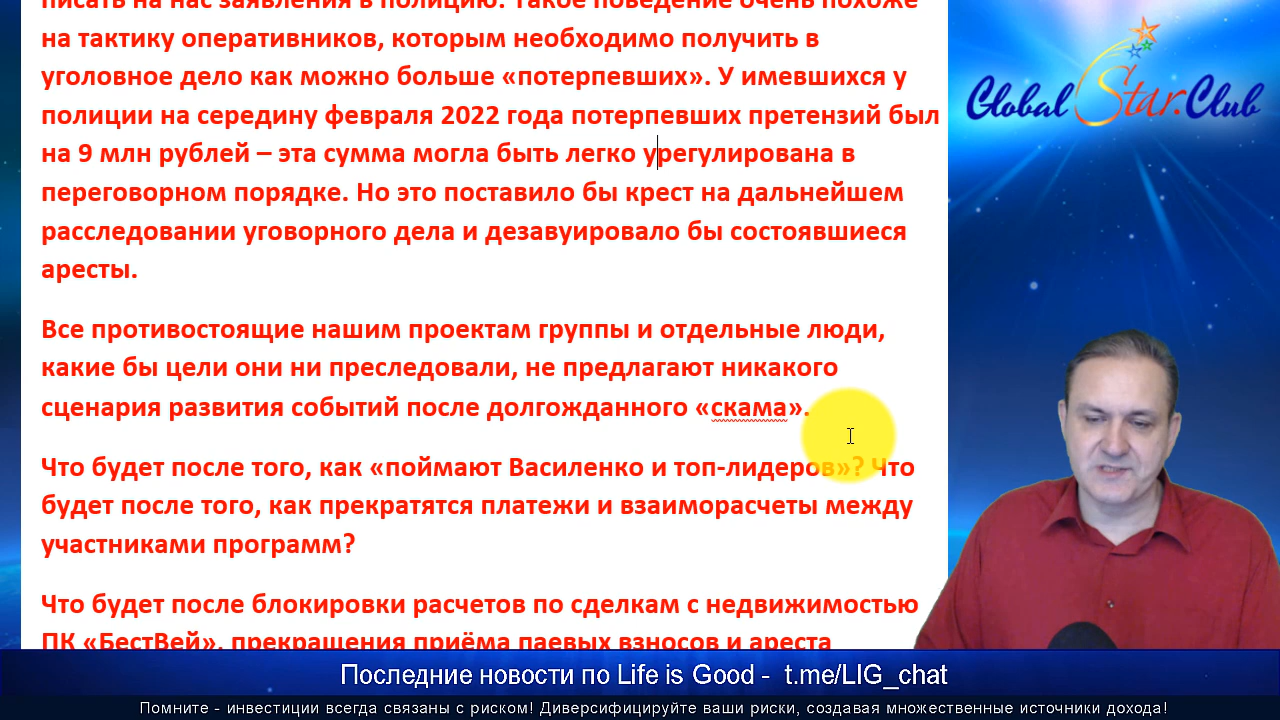 писать на нас заявления в полицию. Такое поведение очень похоже
на тактику оперативников, которым необходимо получить в
уголовное дело как можно больше «потерпевших». У имевшихся у
полиции на середину февраля 2022 года потерпевших претензий был
на 9 млн рублей – эта сумма могла быть легко урегулирована в
переговорном порядке. Но это поставило бы крест на дальнейшем
расследовании уговорного дела и дезавуировало бы состоявшиеся
аресты.
Все противостоящие нашим проектам группы и отдельные люди,
какие бы цели они ни преследовали, не предлагают никакого
сценария развития событий после долгожданного «скама».
Что будет после того, как «поймают Василенко и топ-лидеров»? Что
будет после того, как прекратятся платежи и взаиморасчеты между
участниками программ?
Что будет после блокировки расчетов по сделкам с недвижимостью
ПК «БестВей», прекращения приёма паевых взносов и ареста
Global Star.Club
Последние новости по Life is Good - t.me/LIG_chat
Помните - инвестиции всегда связаны с риском! Диверсифицируйте ваши риски, создавая множественные источники дохода!